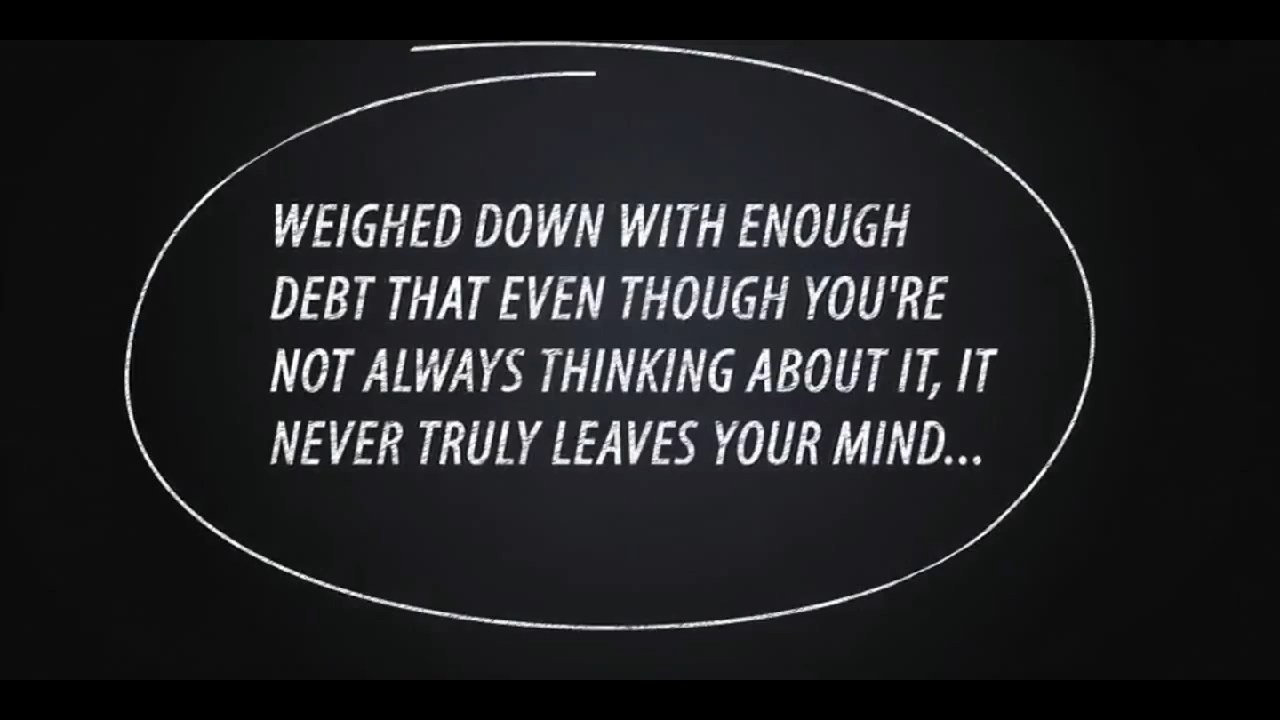 WEIGHED DOWN WITH ENOUGH
DEBT THAT EVEN THOUGH YOU'RE
NOT ALWAYS THINKING ABOUT IT, IT
NEVER TRULY LEAVES YOUR MIND...